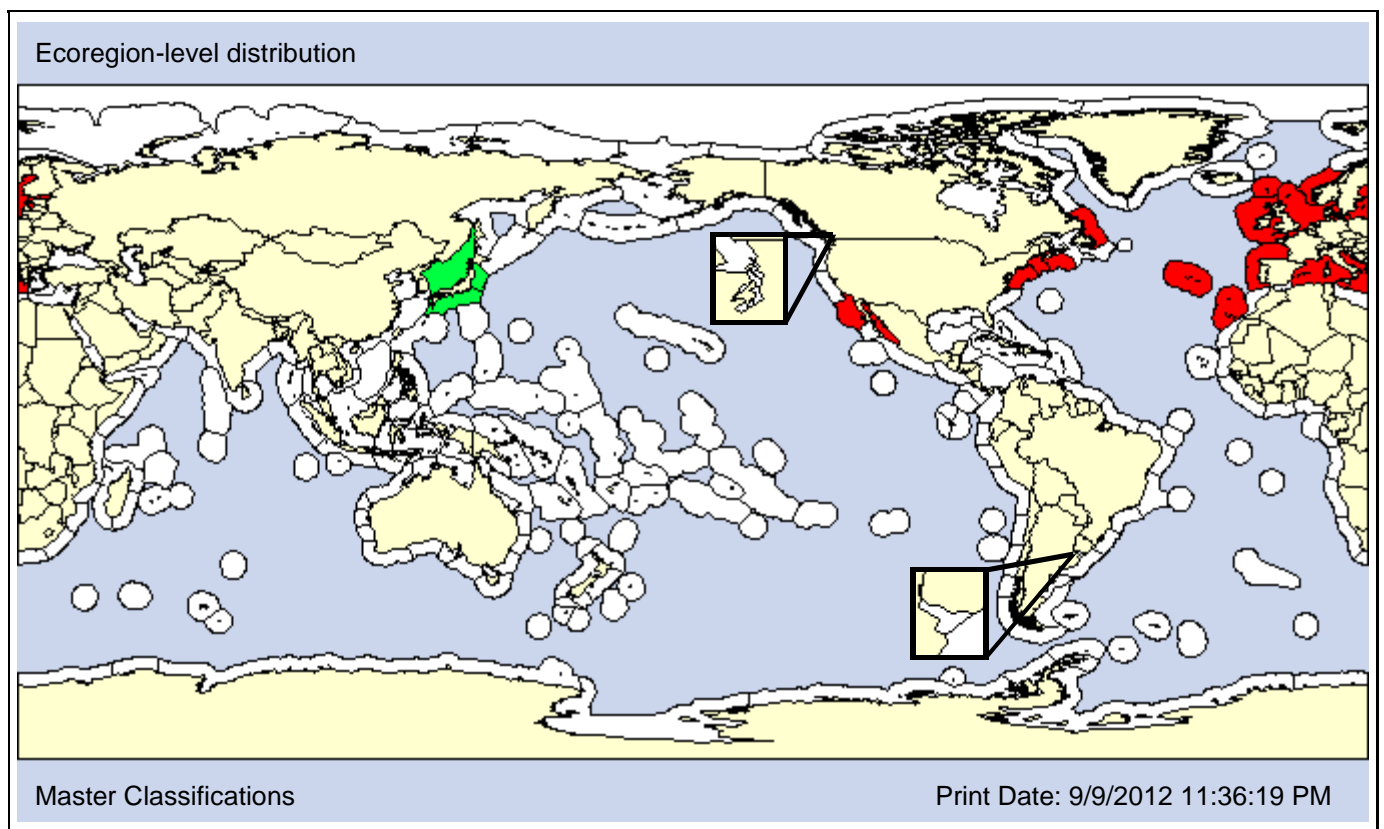 Ecoregion-level distribution
Master Classifications
Print Date: 9/9/2012 11:36:19 PM